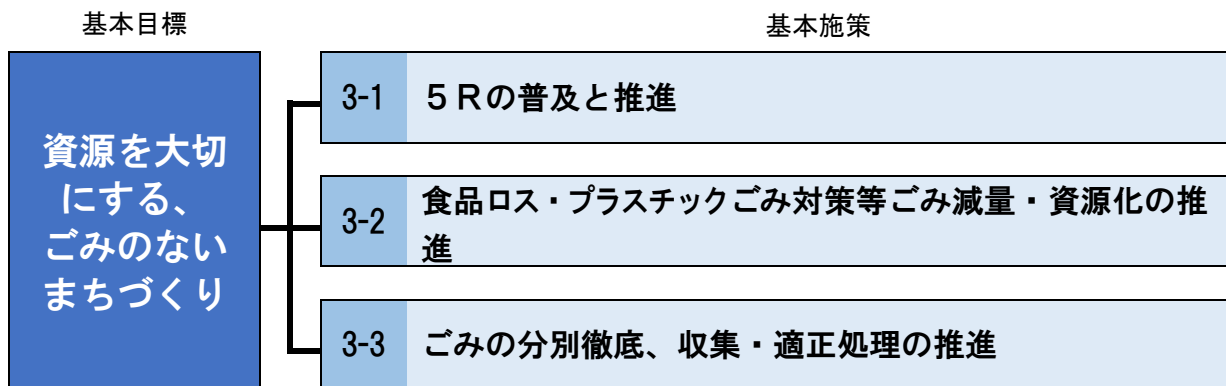 基本目標
基本施策
資源を大切
にする、
ごみのない
まちづくり
3-1 ５Ｒの普及と推進
3-2 食品ロス・プラスチックごみ対策等ごみ減量・資源化の推
進
3-3 ごみの分別徹底、収集・適正処理の推進